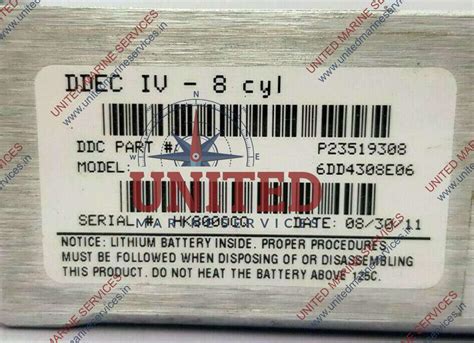 DDEC IV - 8 cyl
DDC PART #: P23519308
MODEL: 6DD4308E06
UNITED
MARINE SERVICES
SERIAL # DATE: 08/30/11
NOTICE: LITHIUM BATTERY INSIDE. PROPER PROCEDURES
MUST BE FOLLOWED WHEN DISPOSING OF OR DISASSEMBLING
THIS PRODUCT. DO NOT HEAT THE BATTERY ABOVE 125C.
UNITED MARINE SERVICES
www.unitedmarineservices.in